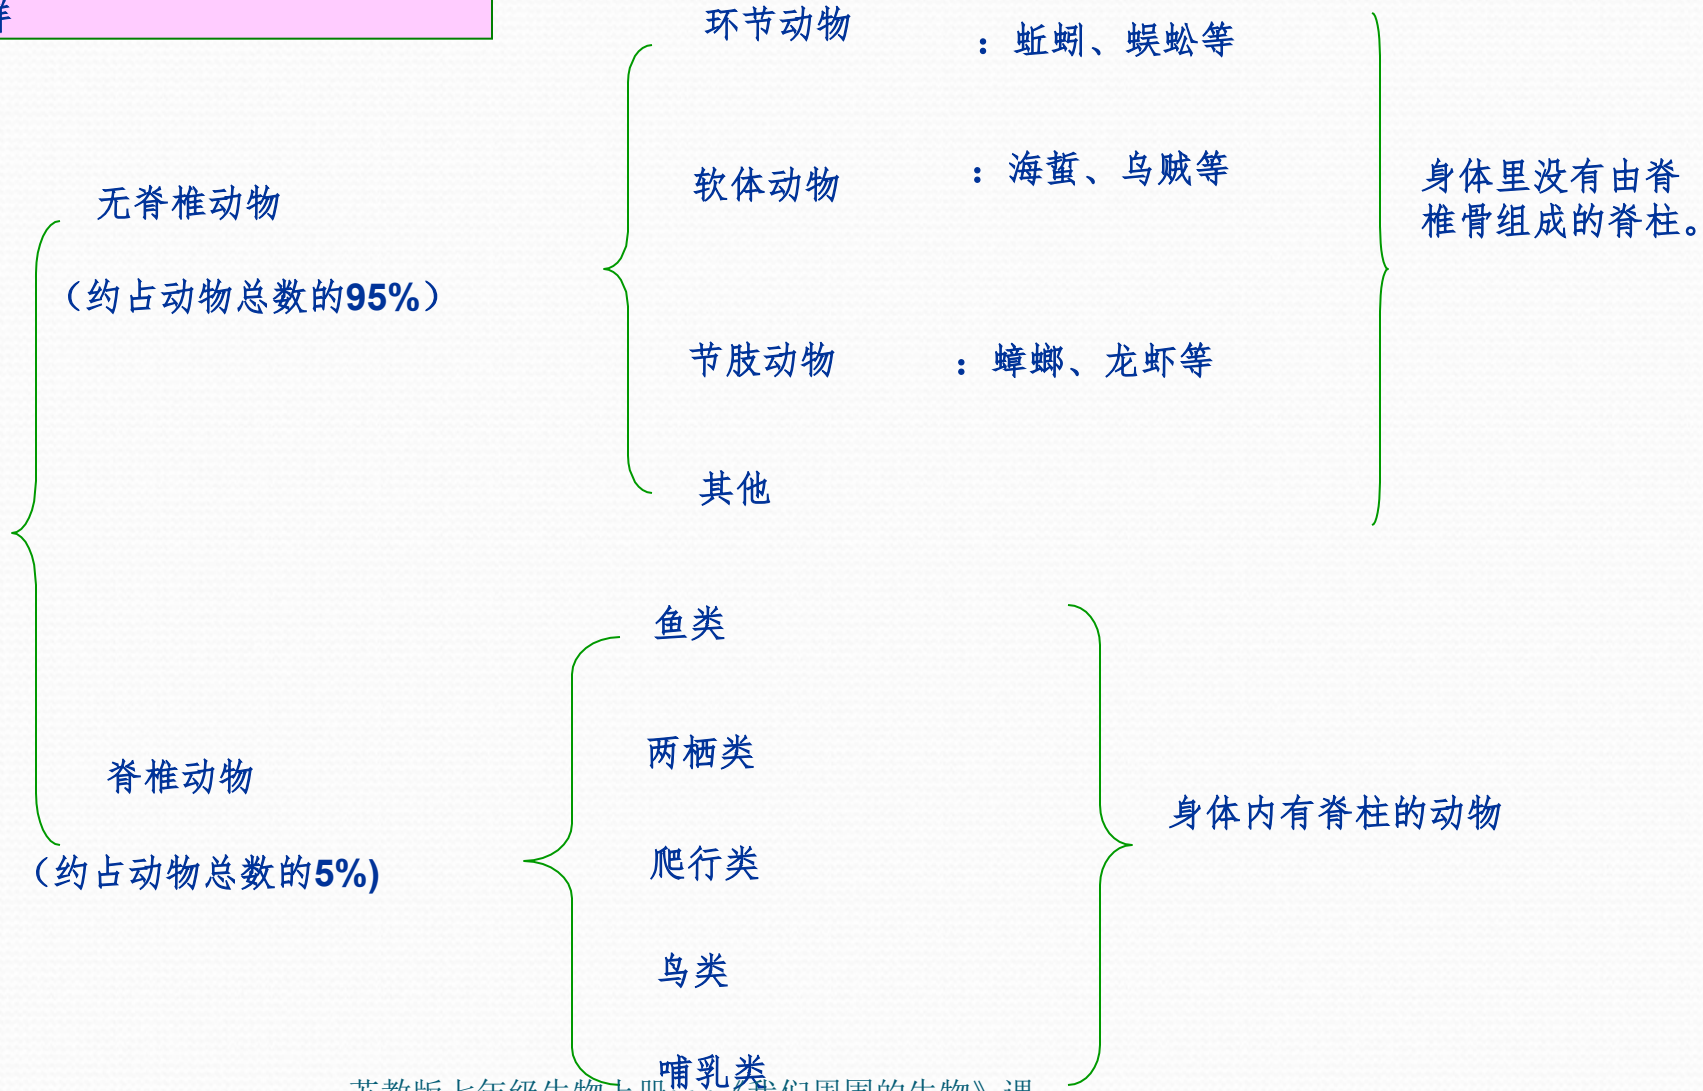 环节动物
：蚯蚓、蜈蚣等
软体动物
：海蜇、乌贼等
身体里没有由脊
椎骨组成的脊柱。
无脊椎动物
（约占动物总数的95%）
节肢动物
：蟑螂、龙虾等
其他
鱼类
两栖类
脊椎动物
身体内有脊柱的动物
（约占动物总数的5%)
爬行类
鸟类
哺乳类